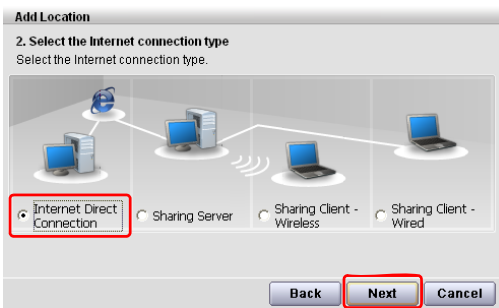 Add Location
2. Select the Internet connection type
Select the Internet connection type.
Internet Direct
Connection
Sharing Server
Sharing Client -
Wireless
Sharing Client -
Wired
Back
Next
Cancel